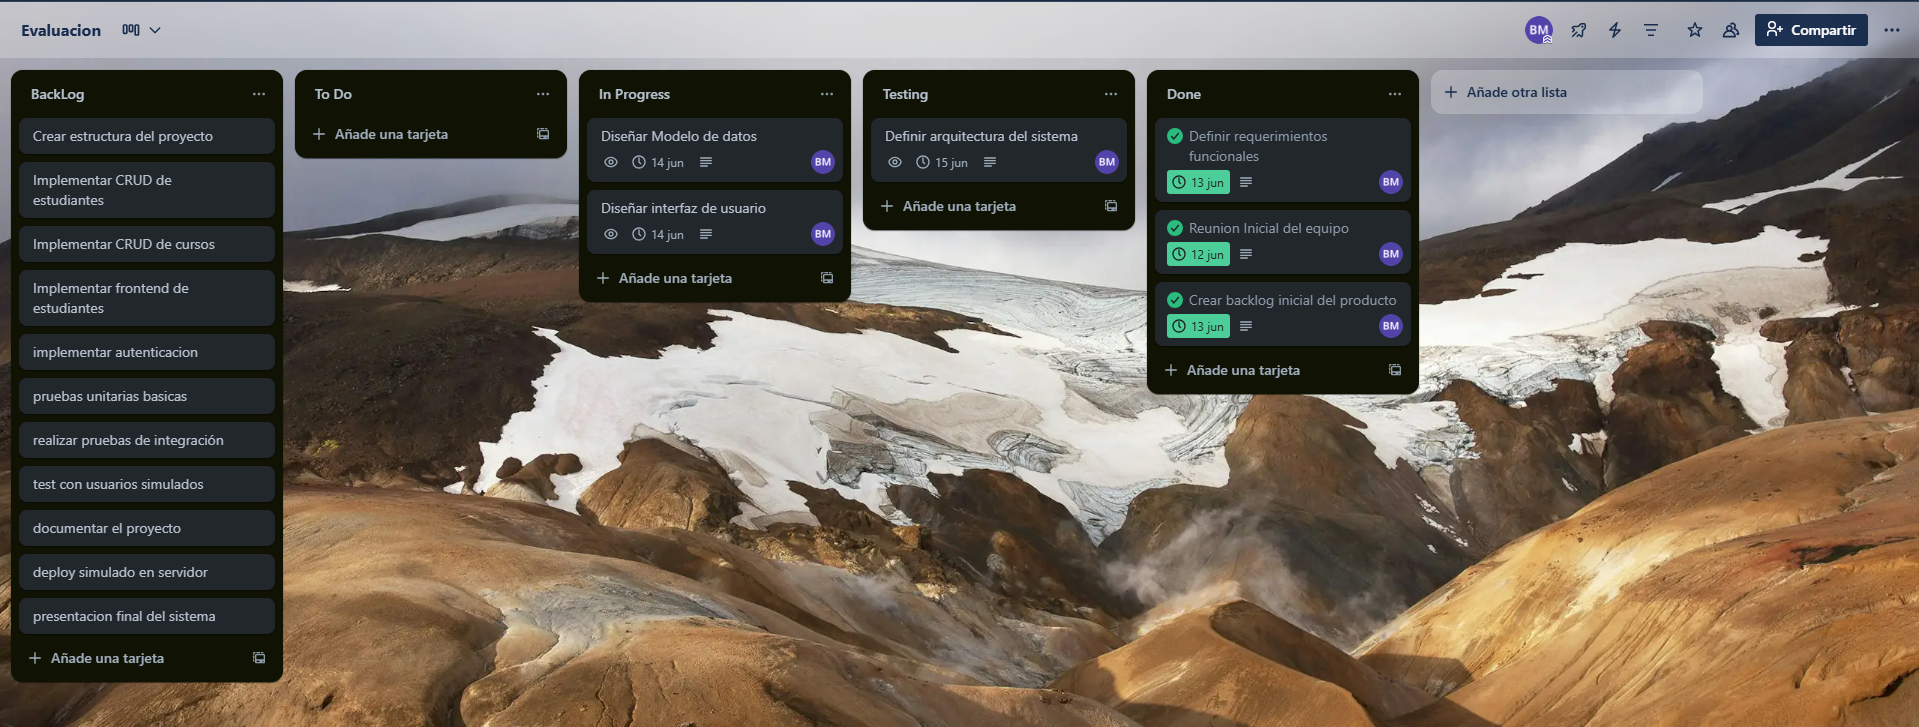 Evaluacion
BM
Compartir
BackLog
Crear estructura del proyecto
Implementar CRUD de
estudiantes
Implementar CRUD de cursos
Implementar frontend de
estudiantes
implementar autenticacion
pruebas unitarias basicas
realizar pruebas de integración
test con usuarios simulados
documentar el proyecto
deploy simulado en servidor
presentacion final del sistema
Añade una tarjeta
To Do
Añade una tarjeta
In Progress
Diseñar Modelo de datos
14 jun
BM
Diseñar interfaz de usuario
14 jun
BM
Añade una tarjeta
Testing
Definir arquitectura del sistema
15 jun
BM
Añade una tarjeta
Done
Definir requerimientos
funcionales
13 jun
BM
Reunion Inicial del equipo
12 jun
BM
Crear backlog inicial del producto
13 jun
BM
Añade una tarjeta
Añade otra lista